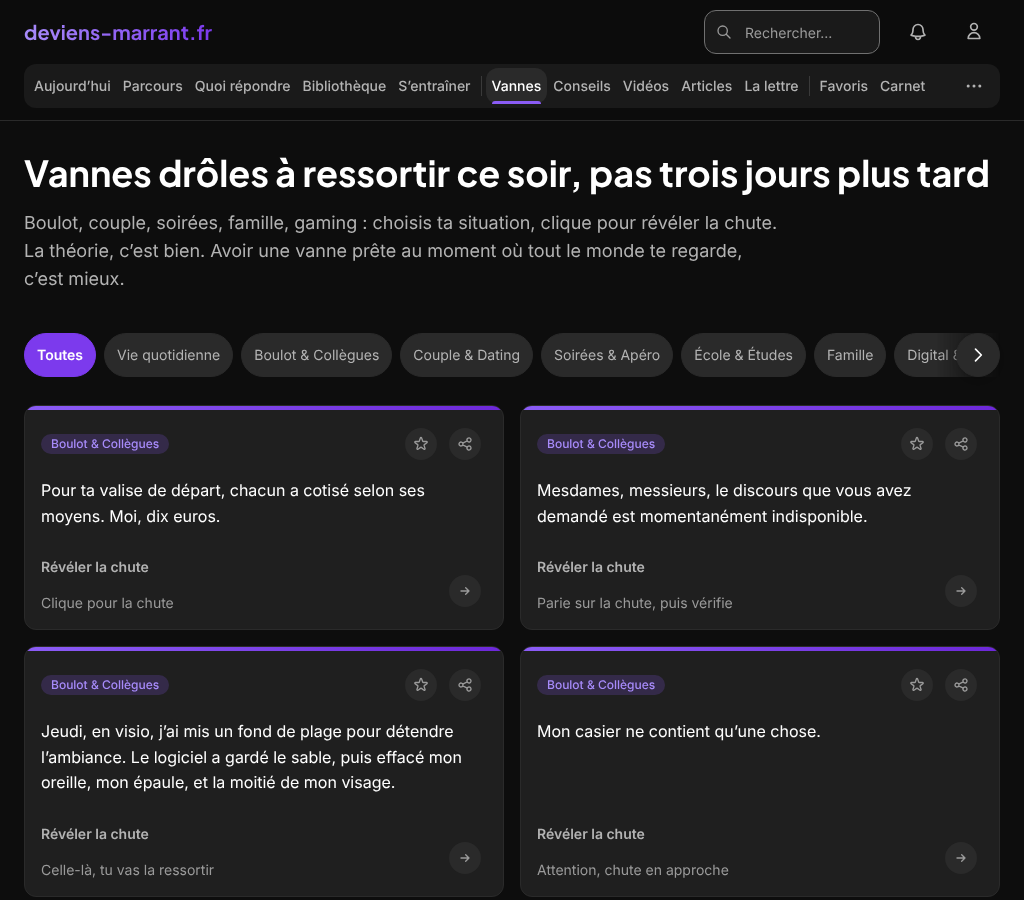 deviens-marrant.fr
Rechercher...
Aujourd’hui Parcours Quoi répondre Bibliothèque S’entraîner Vannes Conseils Vidéos Articles La lettre Favoris Carnet
Vannes drôles à ressortir ce soir, pas trois jours plus tard
Boulot, couple, soirées, famille, gaming : choisis ta situation, clique pour révéler la chute.
La théorie, c’est bien. Avoir une vanne prête au moment où tout le monde te regarde,
c’est mieux.
Toutes Vie quotidienne Boulot & Collègues Couple & Dating Soirées & Apéro École & Études Famille Digital &
Boulot & Collègues
Pour ta valise de départ, chacun a cotisé selon ses
moyens. Moi, dix euros.
Révéler la chute
Clique pour la chute
Boulot & Collègues
Mesdames, messieurs, le discours que vous avez
demandé est momentanément indisponible.
Révéler la chute
Parie sur la chute, puis vérifie
Boulot & Collègues
Jeudi, en visio, j’ai mis un fond de plage pour détendre
l’ambiance. Le logiciel a gardé le sable, puis effacé mon
oreille, mon épaule, et la moitié de mon visage.
Révéler la chute
Celle-là, tu vas la ressortir
Boulot & Collègues
Mon casier ne contient qu’une chose.
Révéler la chute
Attention, chute en approche